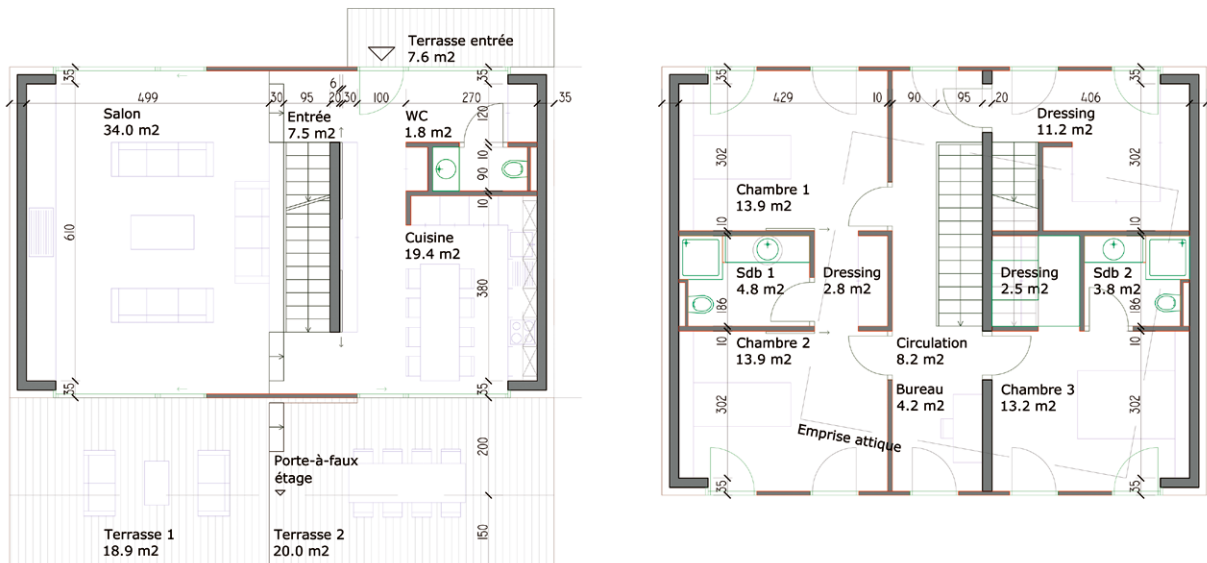 Terrasse entrée
7.6 m2
35
499
30
95
20
6
30
100
270
35
35
Salon
34.0 m2
Entrée
7.5 m2
WC
1.8 m2
120
10
90
10
610
Cuisine
19.4 m2
380
35
35
200
Porte-à-faux
étage
150
Terrasse 1
18.9 m2
Terrasse 2
20.0 m2
35
35
429
10
90
95
20
406
Dressing
11.2 m2
302
302
Chambre 1
13.9 m2
10
10
Sdb 1
4.8 m2
Dressing
2.8 m2
Dressing
2.5 m2
Sdb 2
3.8 m2
186
186
10
10
Chambre 2
13.9 m2
Circulation
8.2 m2
Bureau
4.2 m2
Chambre 3
13.2 m2
302
302
Emprise attique
35
35